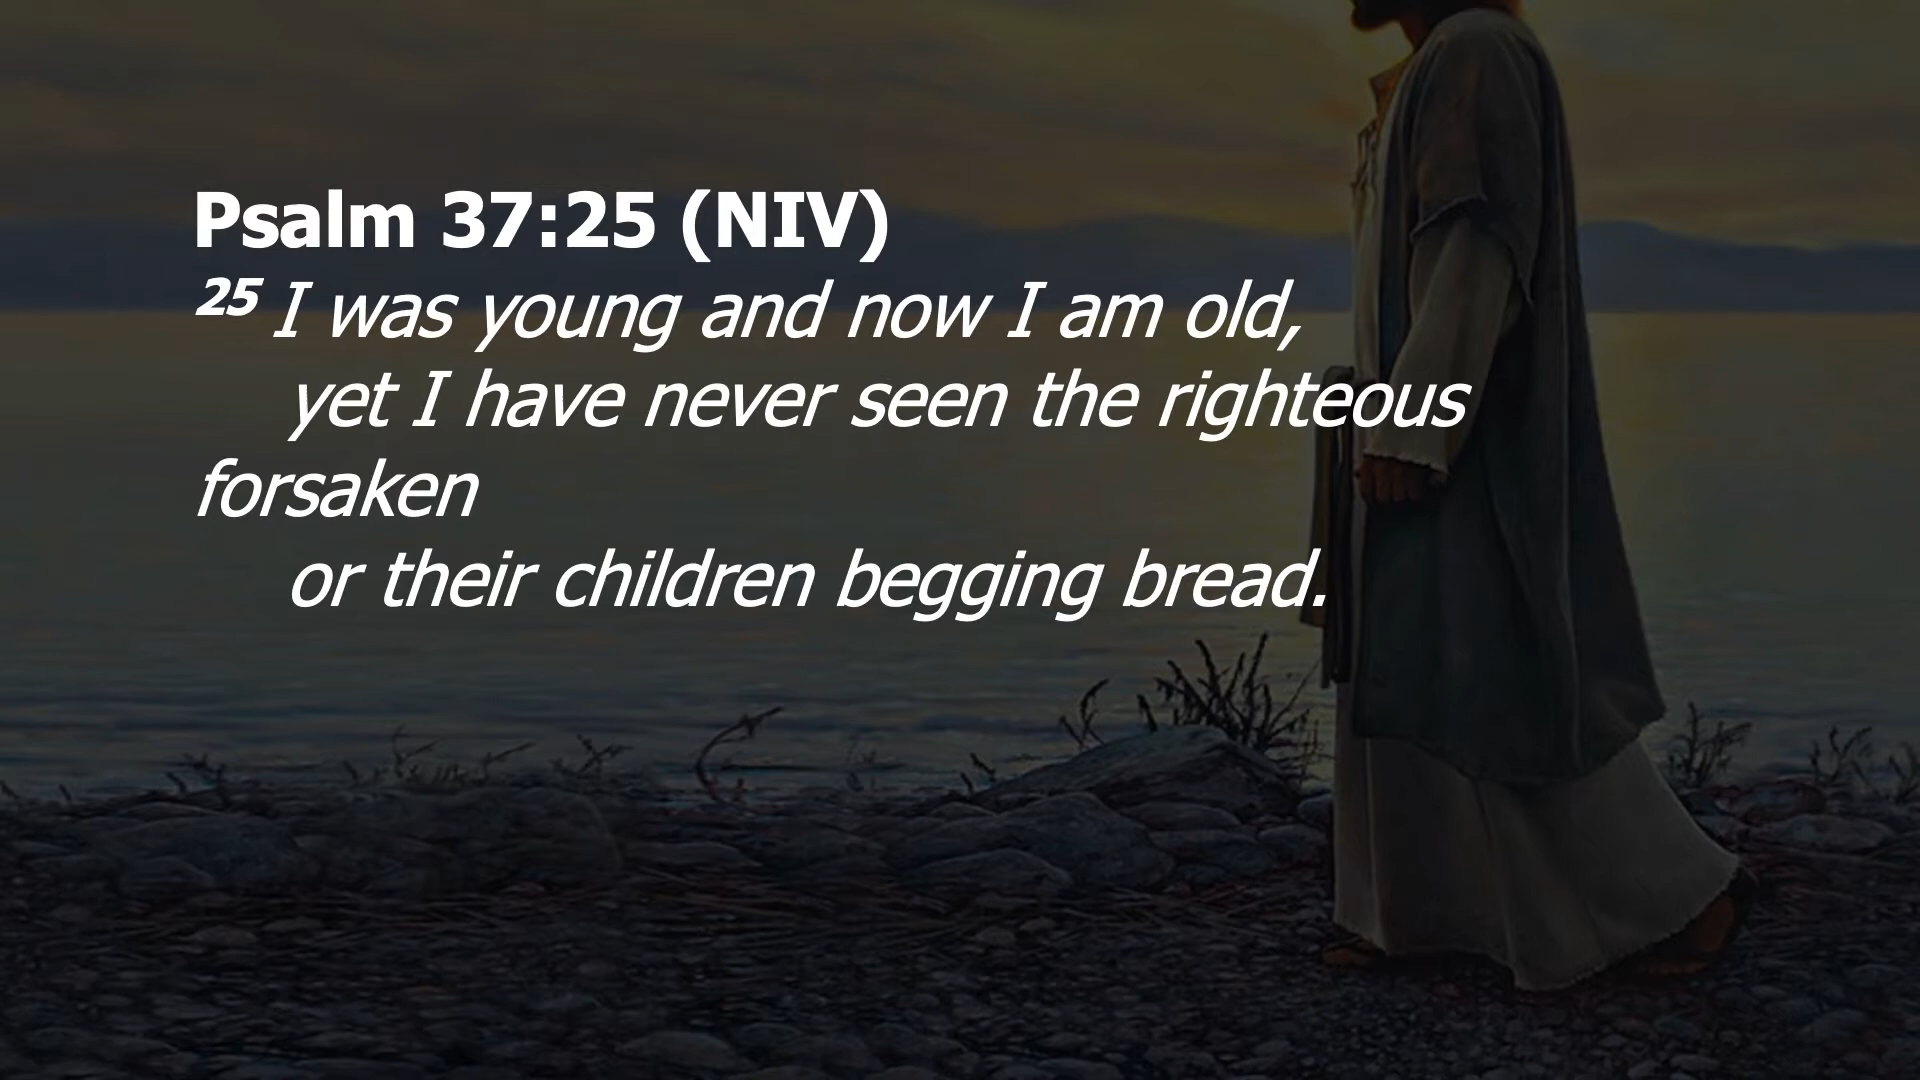 Psalm 37:25 (NIV)
25 I was young and now I am old,
yet I have never seen the righteous
forsaken
or their children begging bread.